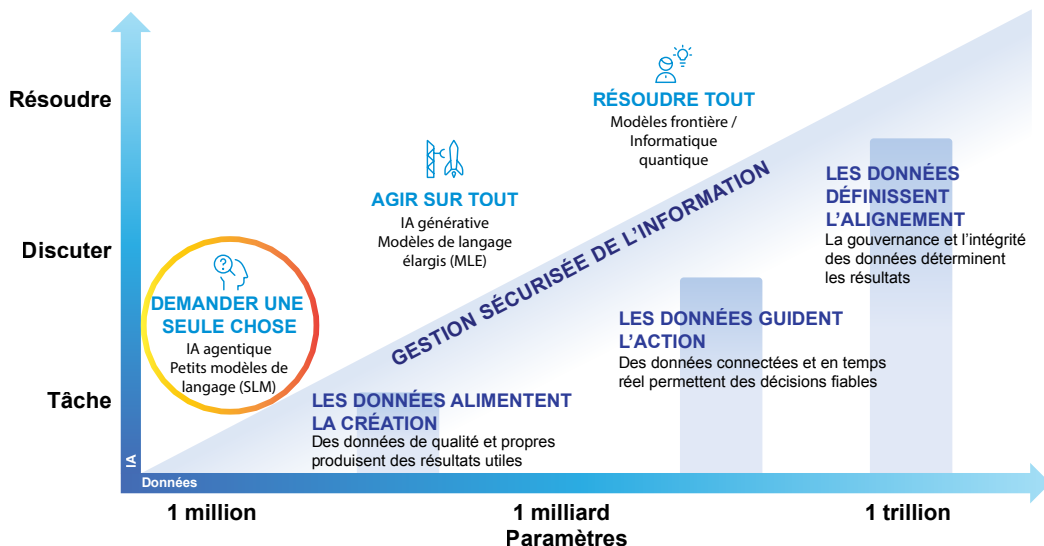 Résoudre
Discuter
Tâche
IA
Données
RÉSOUDRE TOUT
Modèles frontière /
Informatique
quantique
AGIR SUR TOUT
IA générative
Modèles de langage
élargis (MLE)
DEMANDER UNE
SEULE CHOSE
IA agentique
Petits modèles de
langage (SLM)
GESTION SÉCURISÉE DE L’INFORMATION
LES DONNÉES
DÉFINISSENT
L’ALIGNEMENT
La gouvernance et l’intégrité
des données déterminent
les résultats
LES DONNÉES GUIDENT
L’ACTION
Des données connectées et en temps
réel permettent des décisions fiables
LES DONNÉES ALIMENTENT
LA CRÉATION
Des données de qualité et propres
produisent des résultats utiles
1 million
1 milliard
1 trillion
Paramètres